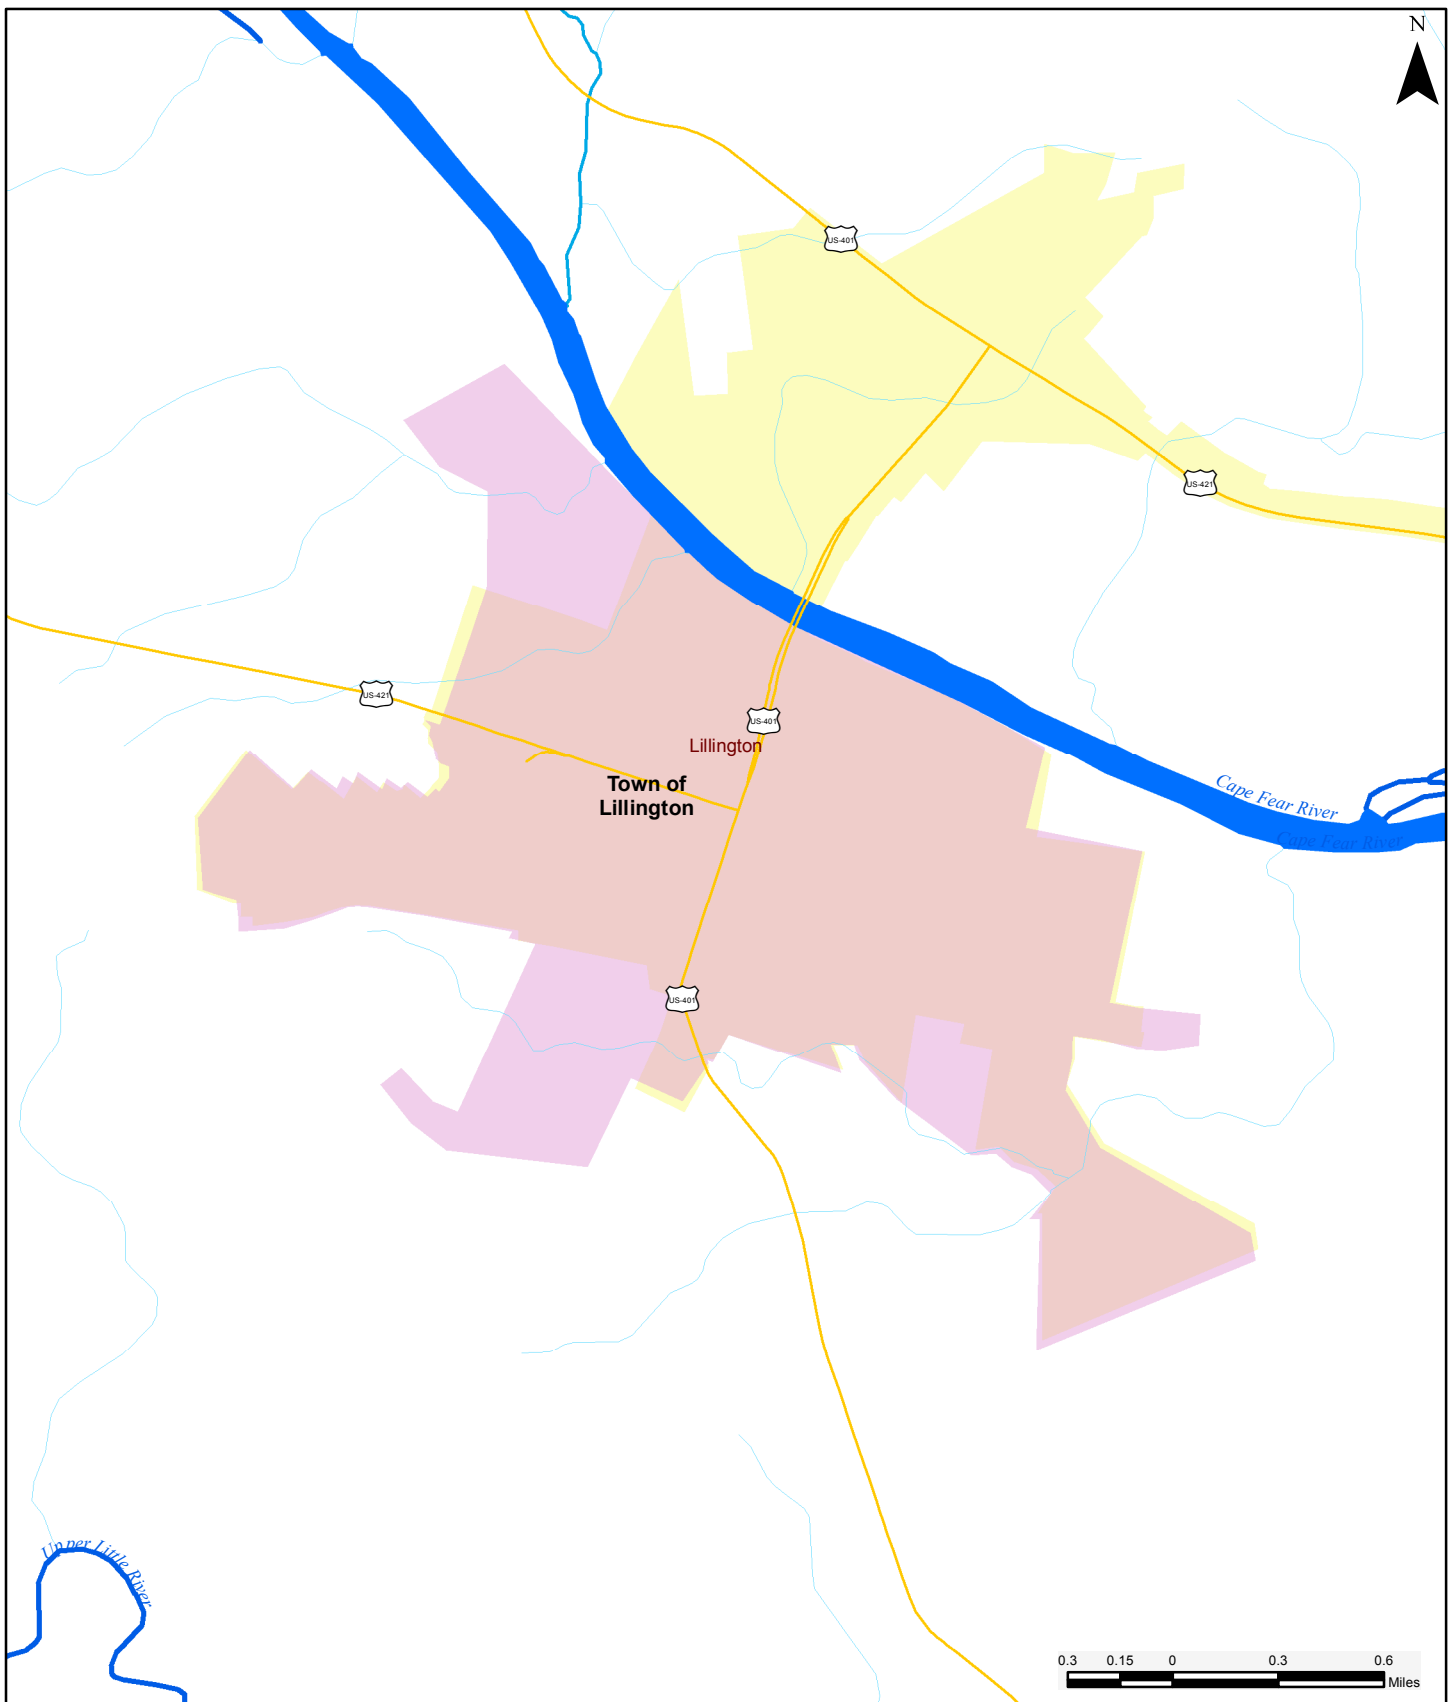 N
US-401
US-421
US-421
US-401
Lillington
Town of
Lillington
Cape Fear River
Cape Fear River
US-401
Upper Little River
0.3 0.15 0 0.3 0.6
Miles